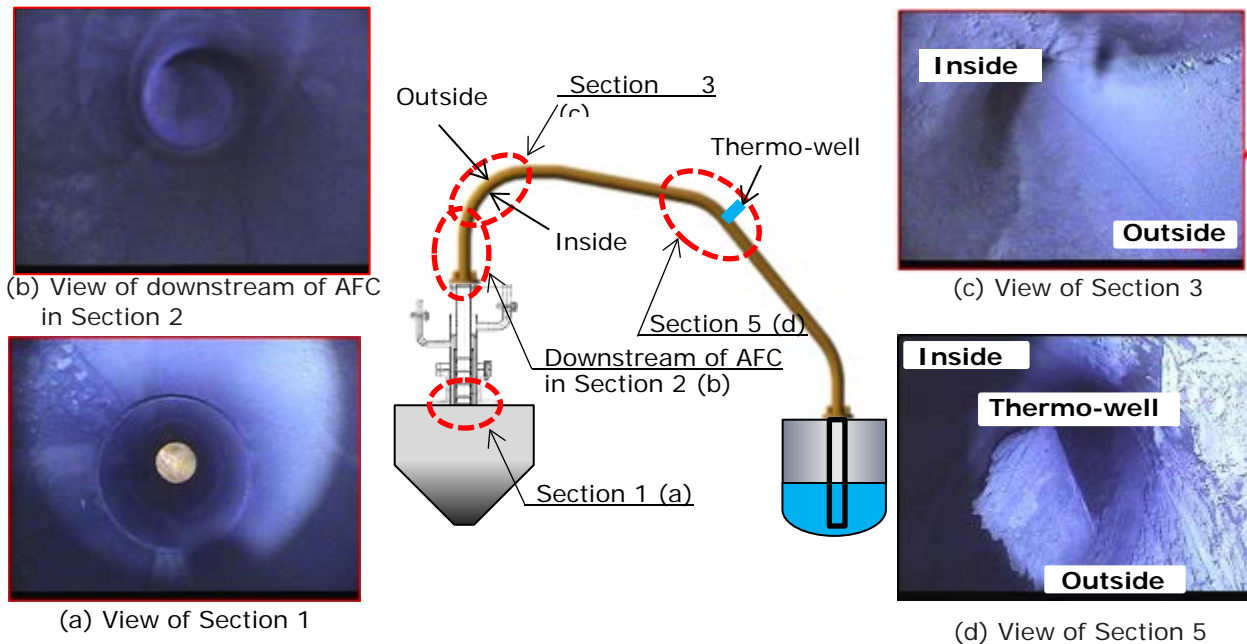 Outside
Section 3
(c)
Inside
Thermo-well
Section 5 (d)
Downstream of AFC
in Section 2 (b)
Section 1 (a)
(b) View of downstream of AFC
in Section 2
(a) View of Section 1
Inside
Outside
(c) View of Section 3
Inside
Thermo-well
Outside
(d) View of Section 5